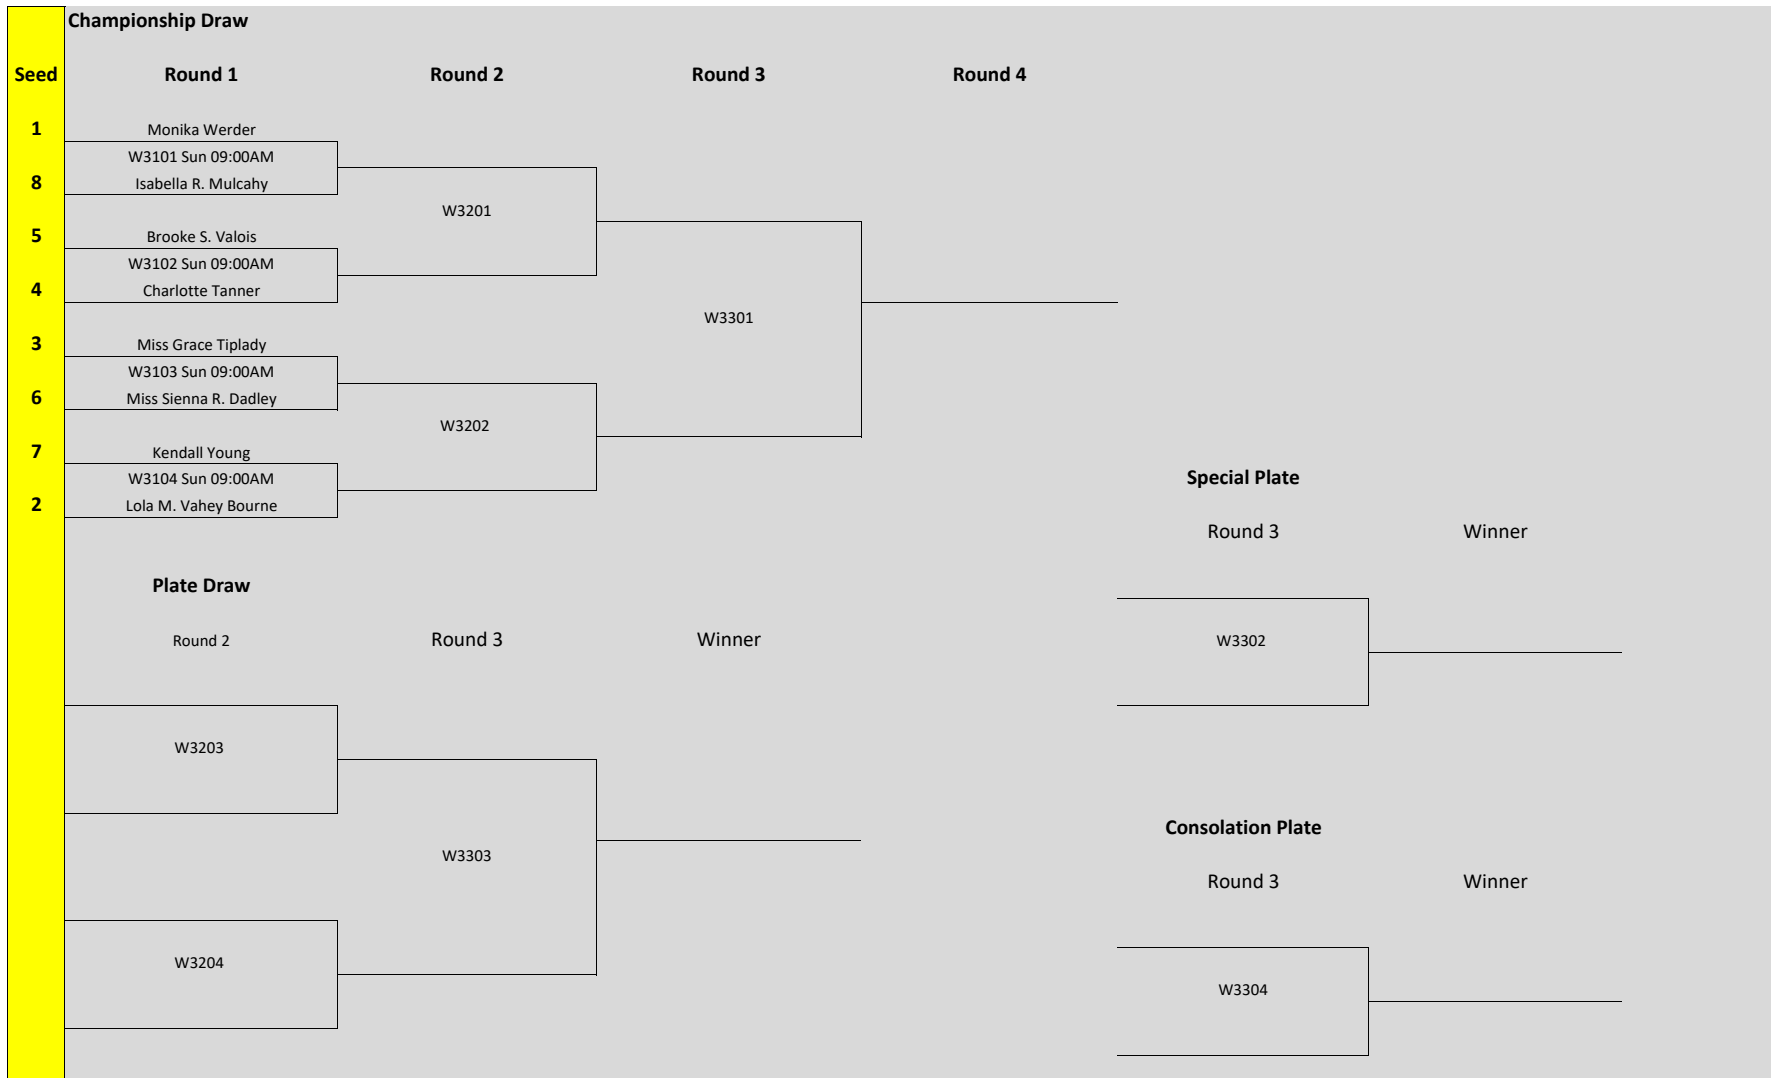 Championship Draw
Seed Round 1 Round 2 Round 3 Round 4
1 Monika Werder
W3101 Sun 09:00AM
8 Isabella R. Mulcahy
W3201
5 Brooke S. Valois
W3102 Sun 09:00AM
4 Charlotte Tanner
W3301
3 Miss Grace Tiplady
W3103 Sun 09:00AM
6 Miss Sienna R. Dadley
W3202
7 Kendall Young
W3104 Sun 09:00AM
Special Plate
2 Lola M. Vahey Bourne
Round 3 Winner
Plate Draw
Round 2 Round 3 Winner
W3302
W3203
Consolation Plate
W3303
Round 3 Winner
W3204
W3304